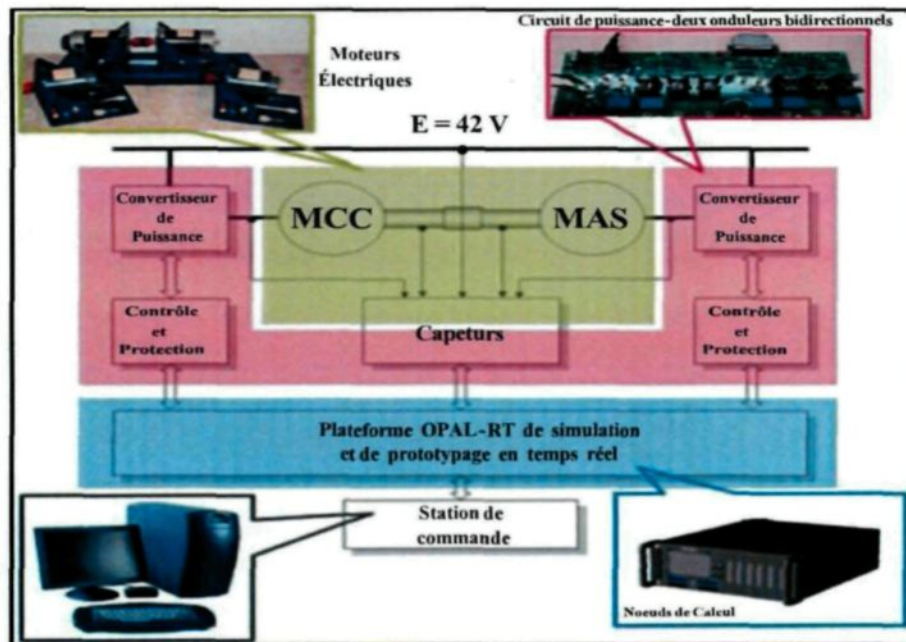 Circuit de puissance-deux onduleurs bidirectionnels
Moteurs
Électriques
E = 42 V
Convertisseur
de
Puissance
MCC
MAS
Convertisseur
de
Puissance
Contrôle
et
Protection
Capeturs
Contrôle
et
Protection
Plateforme OPAL-RT de simulation
et de prototypage en temps réel
Station de
commande
Noeuds de Calcul